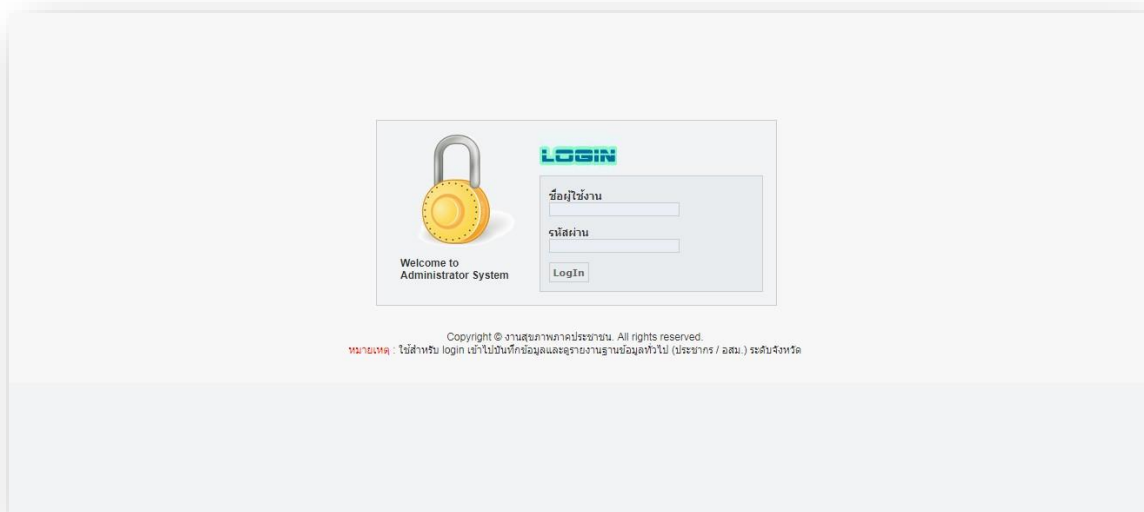 LOGIN
ชื่อผู้ใช้งาน
รหัสผ่าน
Welcome to
Administrator System
LogIn
Copyright © งานสุขภาพภาคประชาชน. All rights reserved.
หมายเหตุ : ใช้สำหรับ login เข้าไปบันทึกข้อมูลและดูรายงานฐานข้อมูลทั่วไป (ประชากร / อสม.) ระดับจังหวัด